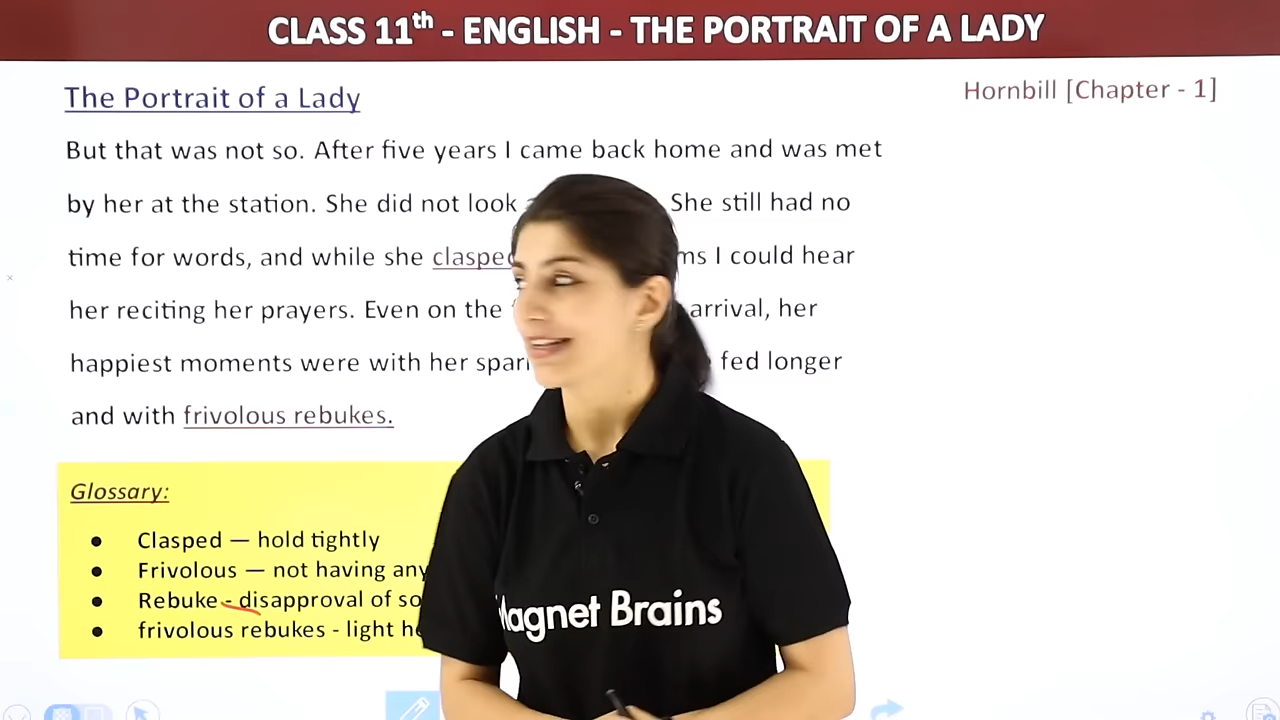 CLASS 11th - ENGLISH - THE PORTRAIT OF A LADY
The Portrait of a Lady
Hornbill [Chapter - 1]
But that was not so. After five years I came back home and was met
by her at the station. She did not look She still had no
time for words, and while she I could hear
her reciting her prayers. Even on the arrival, her
happiest moments were with her fed longer
and with frivolous rebukes.
Glossary:
● Clasped — hold tightly
● Frivolous — not having any
● Rebuke - disapproval of
● frivolous rebukes - light
Magnet Brains